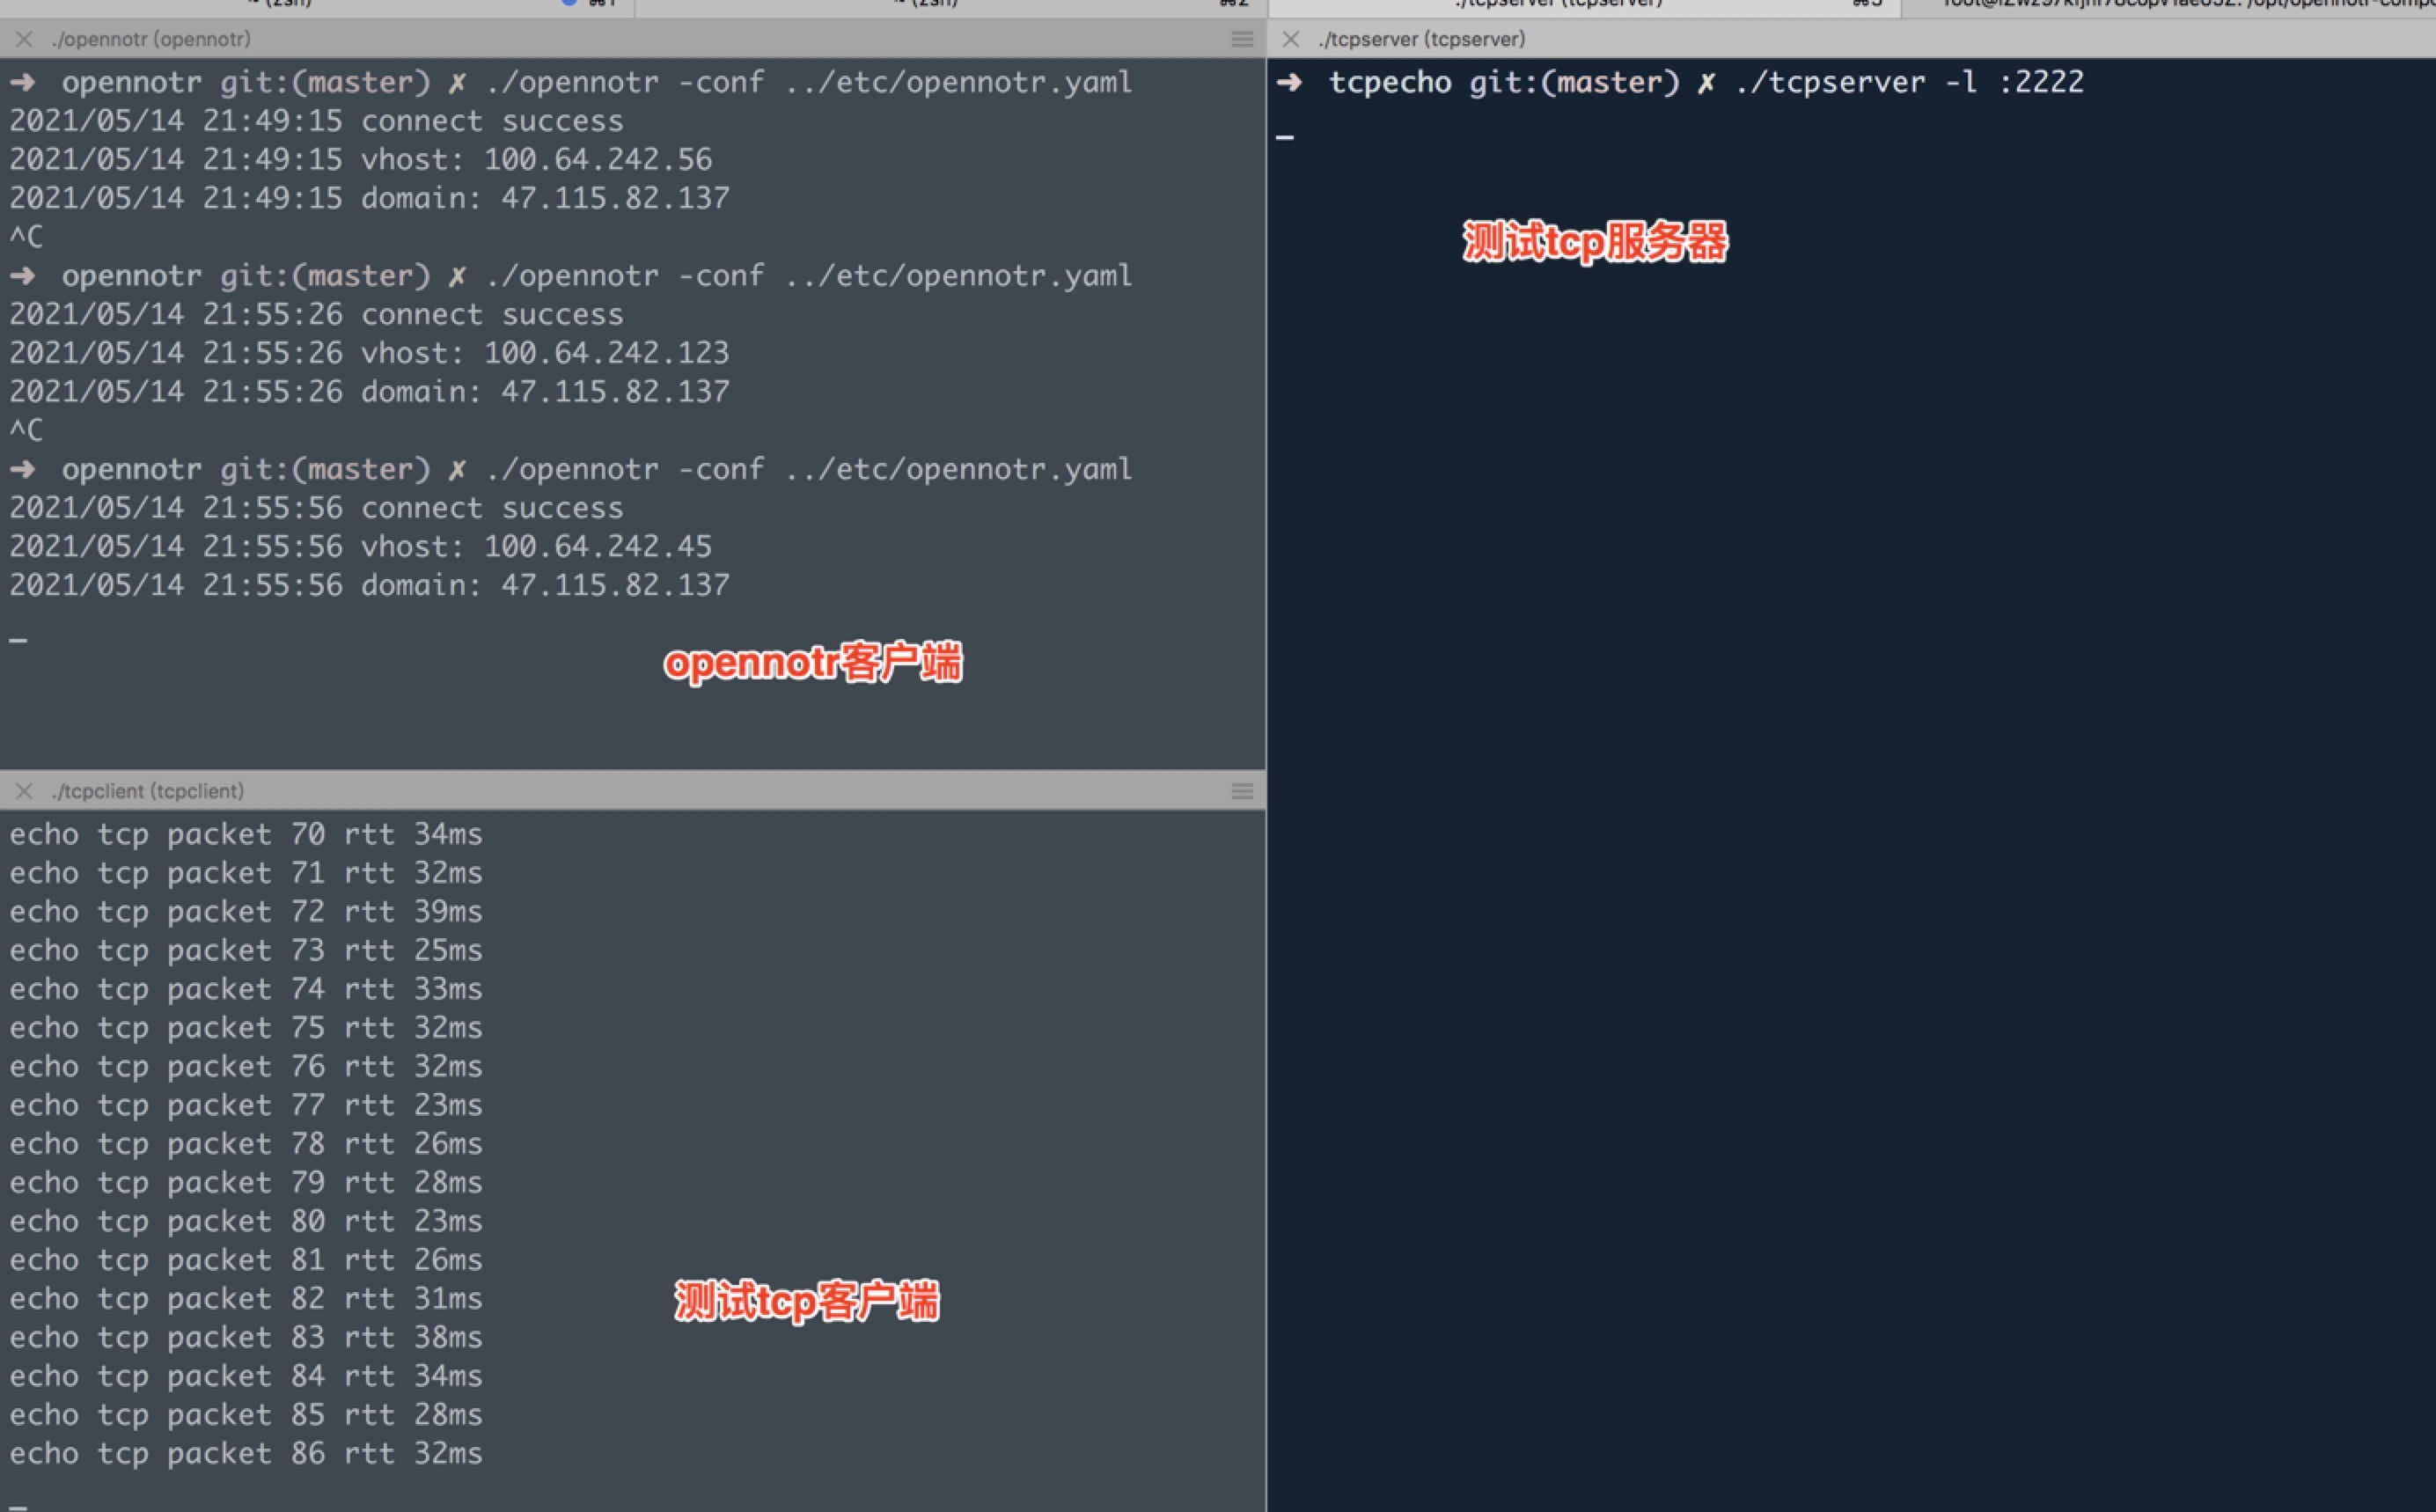 ./opennotr (opennotr)
➜ opennotr git:(master) ✗ ./opennotr -conf ../etc/opennotr.yaml
2021/05/14 21:49:15 connect success
2021/05/14 21:49:15 vhost: 100.64.242.56
2021/05/14 21:49:15 domain: 47.115.82.137
^C
➜ opennotr git:(master) ✗ ./opennotr -conf ../etc/opennotr.yaml
2021/05/14 21:55:26 connect success
2021/05/14 21:55:26 vhost: 100.64.242.123
2021/05/14 21:55:26 domain: 47.115.82.137
^C
➜ opennotr git:(master) ✗ ./opennotr -conf ../etc/opennotr.yaml
2021/05/14 21:55:56 connect success
2021/05/14 21:55:56 vhost: 100.64.242.45
2021/05/14 21:55:56 domain: 47.115.82.137
opennotr客户端
./tcpclient (tcpclient)
echo tcp packet 70 rtt 34ms
echo tcp packet 71 rtt 32ms
echo tcp packet 72 rtt 39ms
echo tcp packet 73 rtt 25ms
echo tcp packet 74 rtt 33ms
echo tcp packet 75 rtt 32ms
echo tcp packet 76 rtt 32ms
echo tcp packet 77 rtt 23ms
echo tcp packet 78 rtt 26ms
echo tcp packet 79 rtt 28ms
echo tcp packet 80 rtt 23ms
echo tcp packet 81 rtt 26ms
echo tcp packet 82 rtt 31ms
echo tcp packet 83 rtt 38ms
echo tcp packet 84 rtt 34ms
echo tcp packet 85 rtt 28ms
echo tcp packet 86 rtt 32ms
测试tcp客户端
./tcpserver (tcpserver)
➜ tcpecho git:(master) ✗ ./tcpserver -l :2222
测试tcp服务器